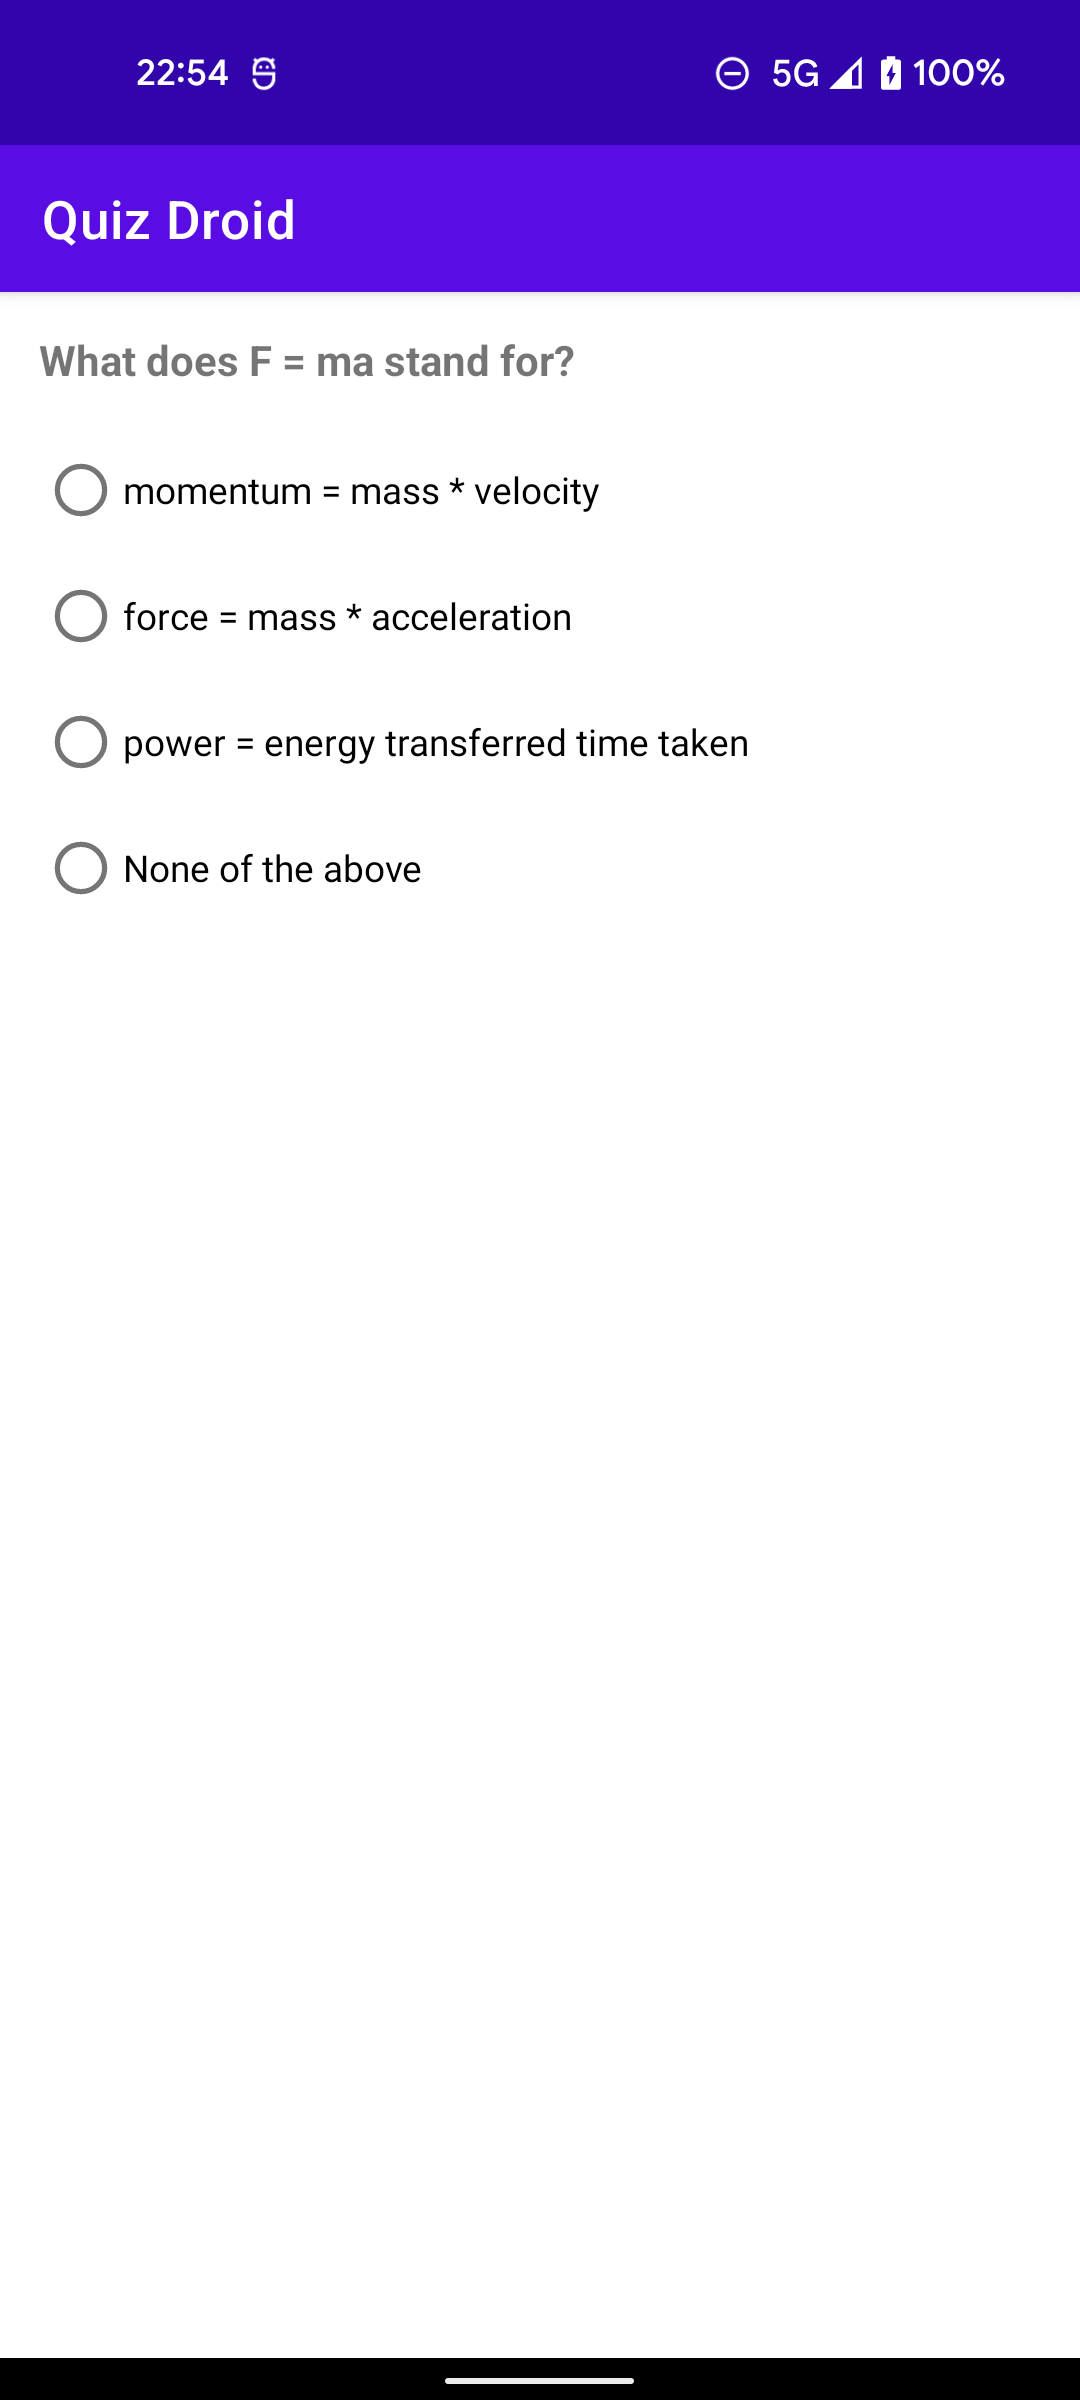 22:54 5G 100%
Quiz Droid
What does F = ma stand for?
momentum = mass * velocity
force = mass * acceleration
power = energy transferred time taken
None of the above